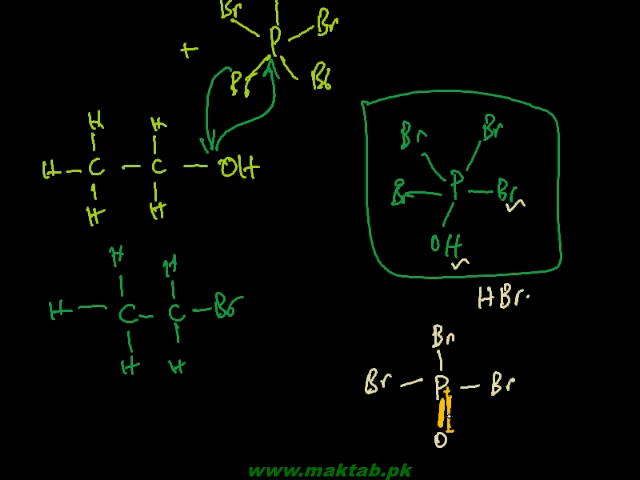 Br Br
+ P
Br Br
H H
H C C OH
H H
Br Br
Br P Br
OH
H H
H C C Br
H H
HBr.
Br
Br P Br
O
www.maktab.pk